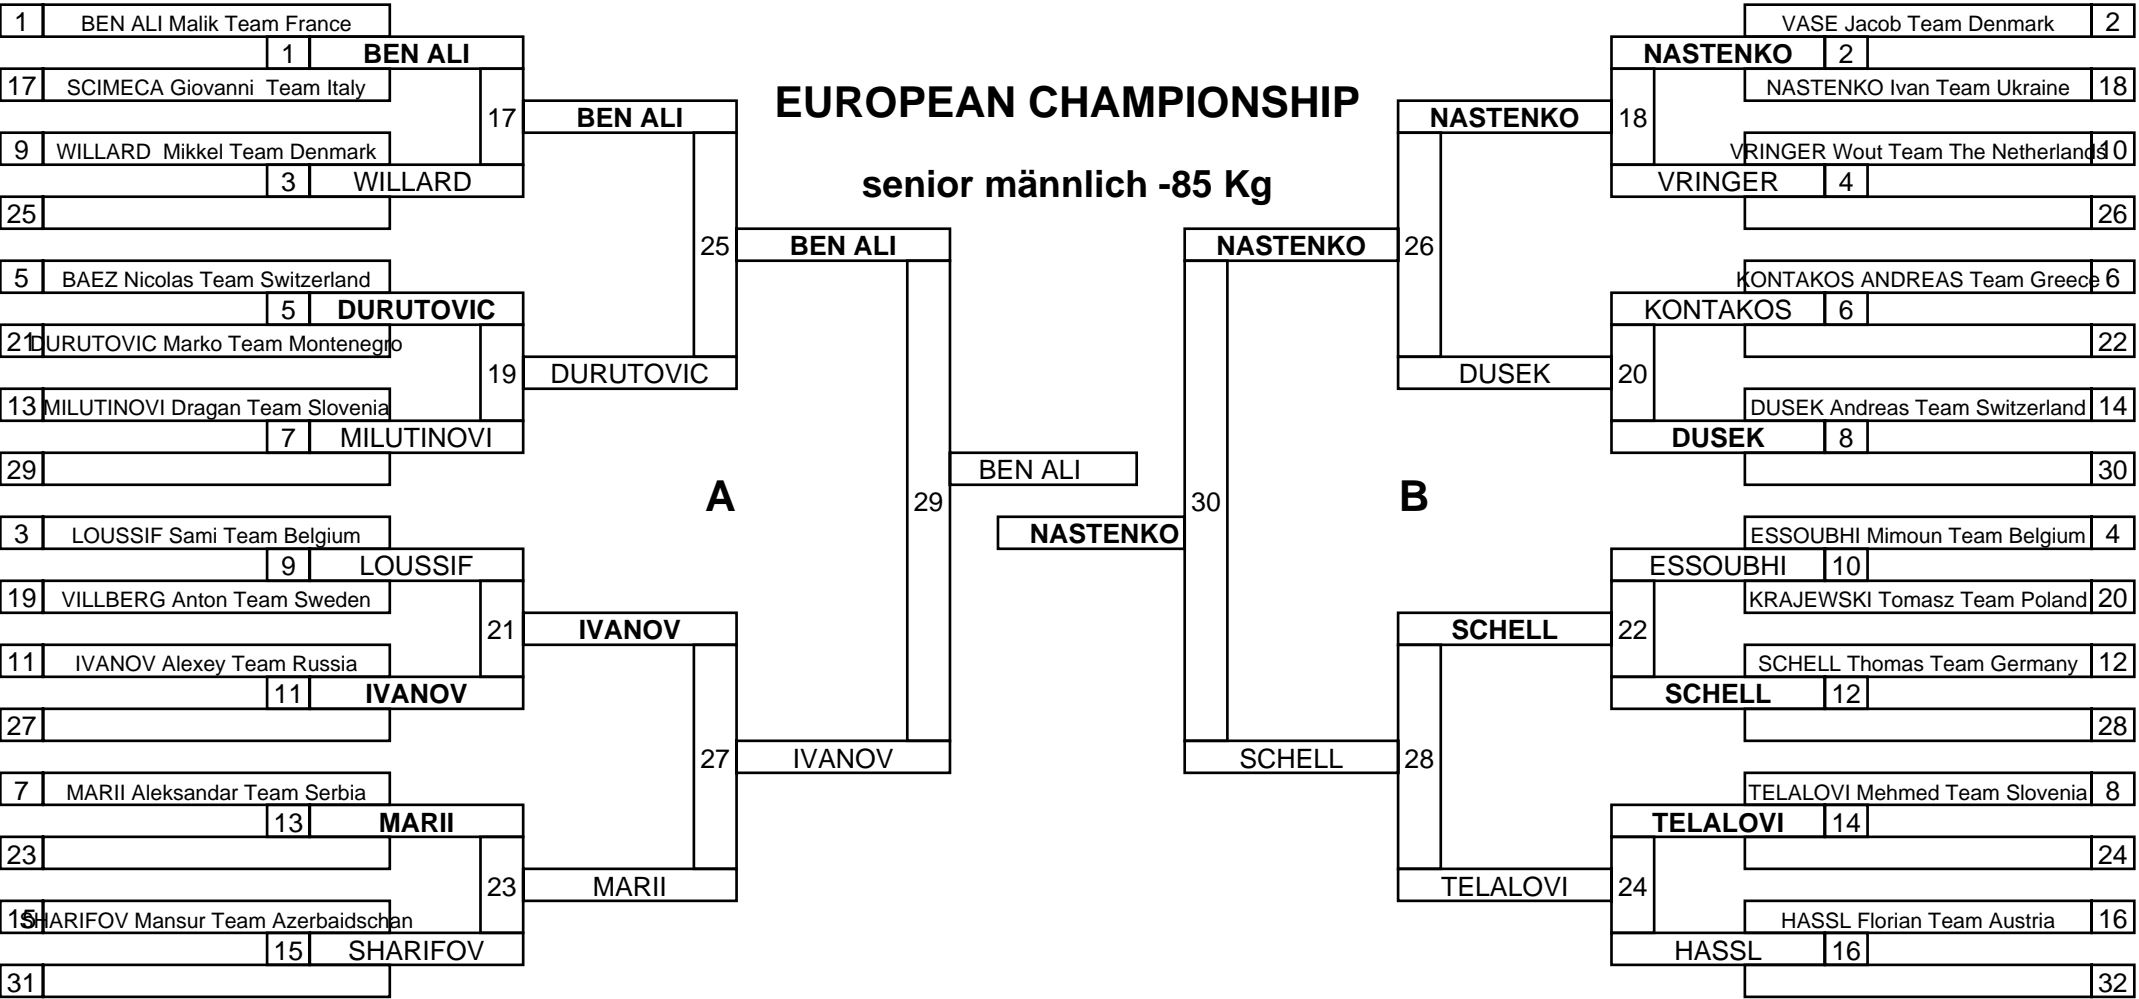 1 BEN ALI Malik Team France
1 BEN ALI
17 SCIMECA Giovanni  Team Italy
17 BEN ALI
9 WILLARD  Mikkel Team Denmark
3 WILLARD
25
25 BEN ALI
5 BAEZ Nicolas Team Switzerland
5 DURUTOVIC
21 DURUTOVIC Marko Team Montenegro
19 DURUTOVIC
13 MILUTINOVI Dragan Team Slovenia
7 MILUTINOVI
29
A
29 BEN ALI
3 LOUSSIF Sami Team Belgium
9 LOUSSIF
19 VILLBERG Anton Team Sweden
21 IVANOV
11 IVANOV Alexey Team Russia
11 IVANOV
27
27 IVANOV
7 MARII Aleksandar Team Serbia
13 MARII
23
23 MARII
15 SHARIFOV Mansur Team Azerbaidschan
15 SHARIFOV
31
EUROPEAN CHAMPIONSHIP
senior männlich -85 Kg
VASE Jacob Team Denmark 2
NASTENKO 2
NASTENKO Ivan Team Ukraine 18
NASTENKO 18
VRINGER Wout Team The Netherlands 10
VRINGER 4
26
NASTENKO 26
KONTAKOS ANDREAS Team Greece 6
KONTAKOS 6
22
DUSEK 20
DUSEK Andreas Team Switzerland 14
DUSEK 8
30
B
NASTENKO 30
ESSOUBHI Mimoun Team Belgium 4
ESSOUBHI 10
KRAJEWSKI Tomasz Team Poland 20
SCHELL 22
SCHELL Thomas Team Germany 12
SCHELL 12
28
SCHELL 28
TELALOVI Mehmed Team Slovenia 8
TELALOVI 14
24
TELALOVI 24
HASSL Florian Team Austria 16
HASSL 16
32